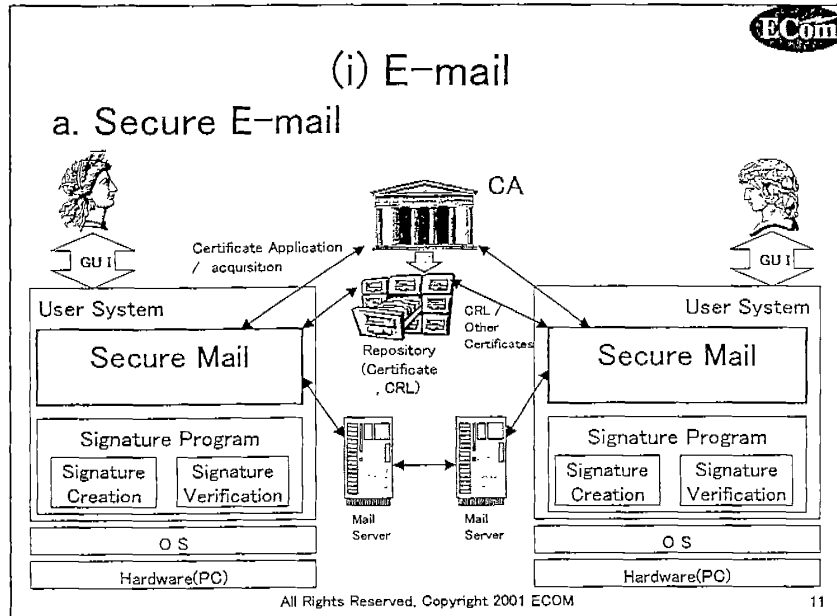 ECom
(i) E-mail
a. Secure E-mail
CA
GUI
Certificate Application
/ acquisition
GUI
User System
CRL /
Other
Certificates
User System
Secure Mail
Repository
(Certificate
, CRL)
Secure Mail
Signature Program
Signature
Creation
Signature
Verification
Mail
Server
Mail
Server
Signature Program
Signature
Creation
Signature
Verification
OS
OS
Hardware(PC)
Hardware(PC)
All Rights Reserved, Copyright 2001 ECOM
11